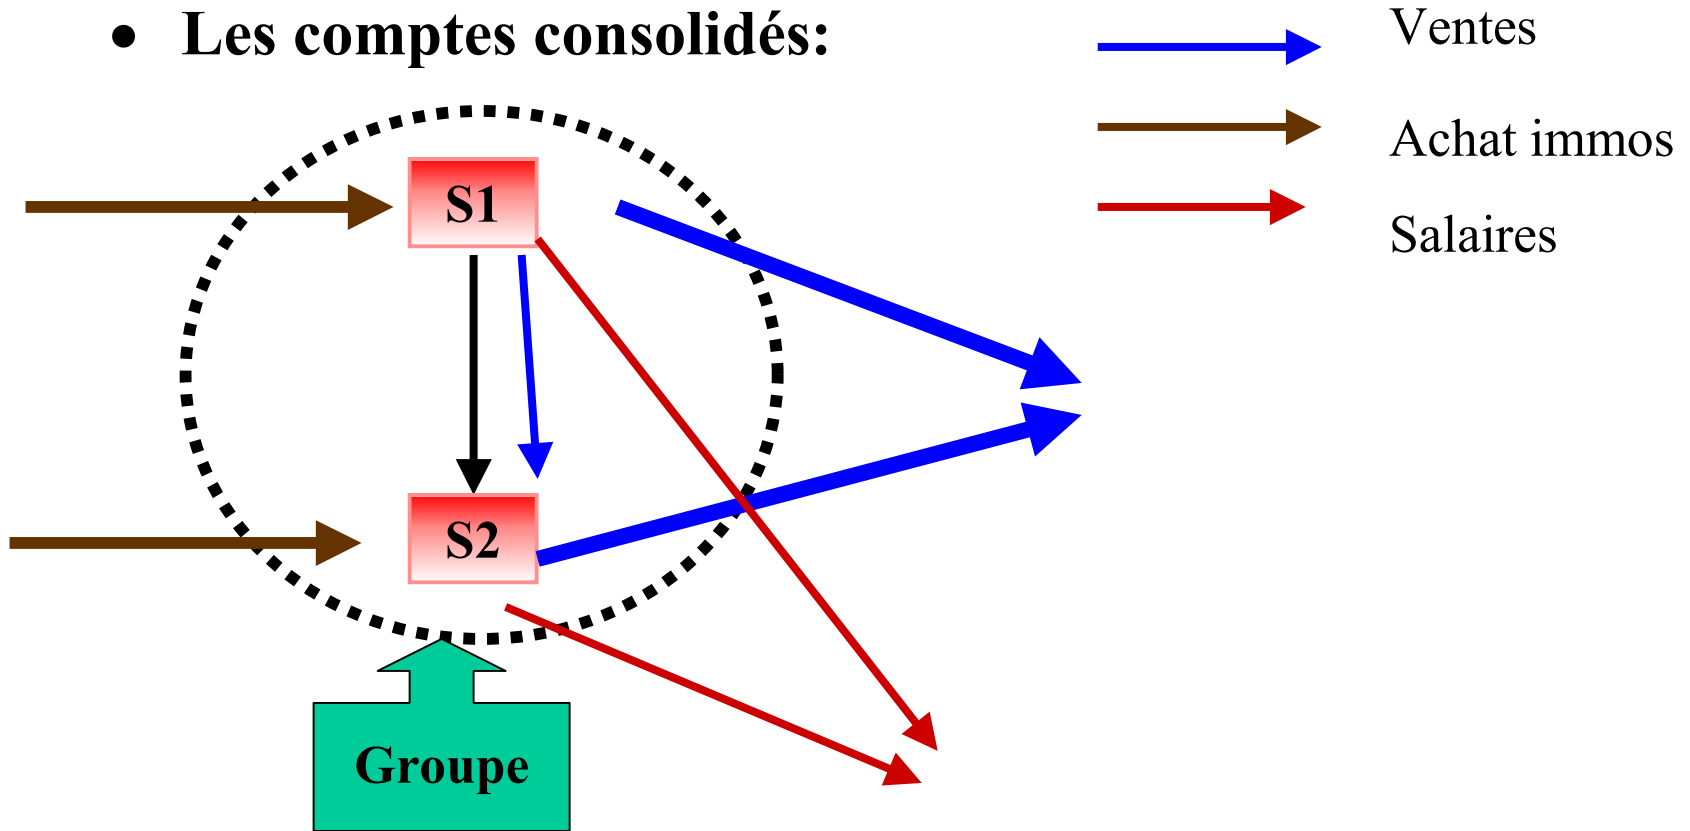 • Les comptes consolidés:
Ventes
Achat immos
Salaires
S1
S2
Groupe